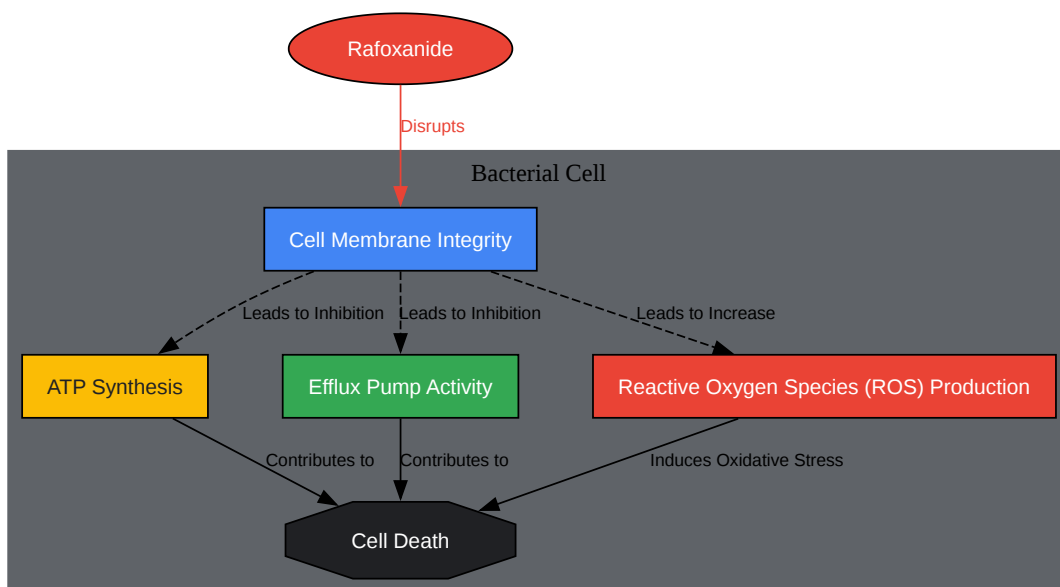 Rafoxanide
Disrupts
Bacterial Cell
Cell Membrane Integrity
Leads to Inhibition
Leads to Inhibition
Leads to Increase
ATP Synthesis
Efflux Pump Activity
Reactive Oxygen Species (ROS) Production
Contributes to
Contributes to
Induces Oxidative Stress
Cell Death